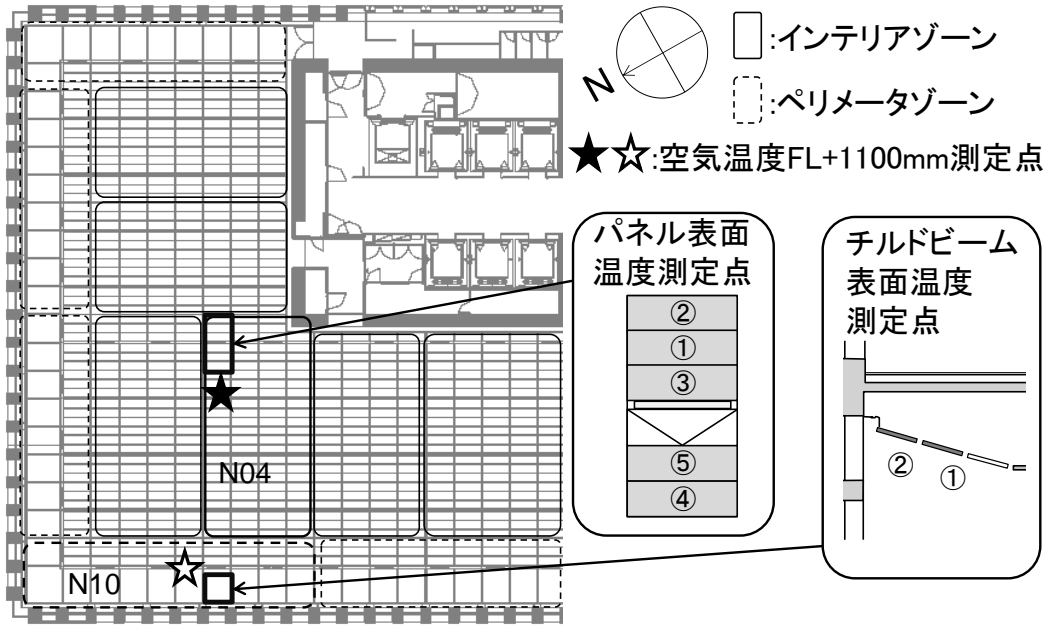 N
:インテリアゾーン
:ペリメータゾーン
★☆:空気温度FL+1100mm測定点
パネル表面
温度測定点
②
①
③
⑤
④
チルドビーム
表面温度
測定点
②
①
N04
N10